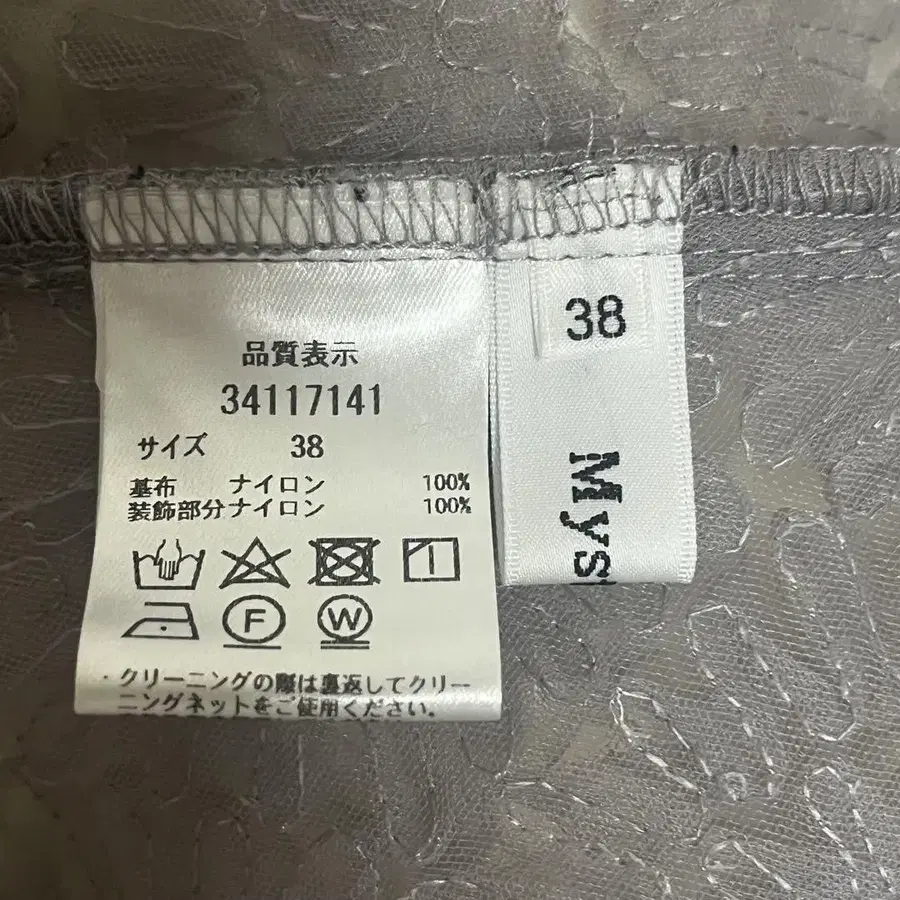 品質表示
34117141
サイズ 38
基布 ナイロン 100%
装飾部分ナイロン 100%
F W
・クリーニングの際は裏返してクリー
ニングネットをご使用ください。
38
Mys